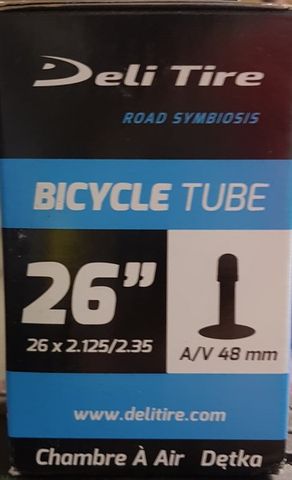 Deli Tire
ROAD SYMBIOSIS
BICYCLE TUBE
26"
26 x 2.125/2.35
A/V 48 mm
www.delitire.com
Chambre À Air Dętka